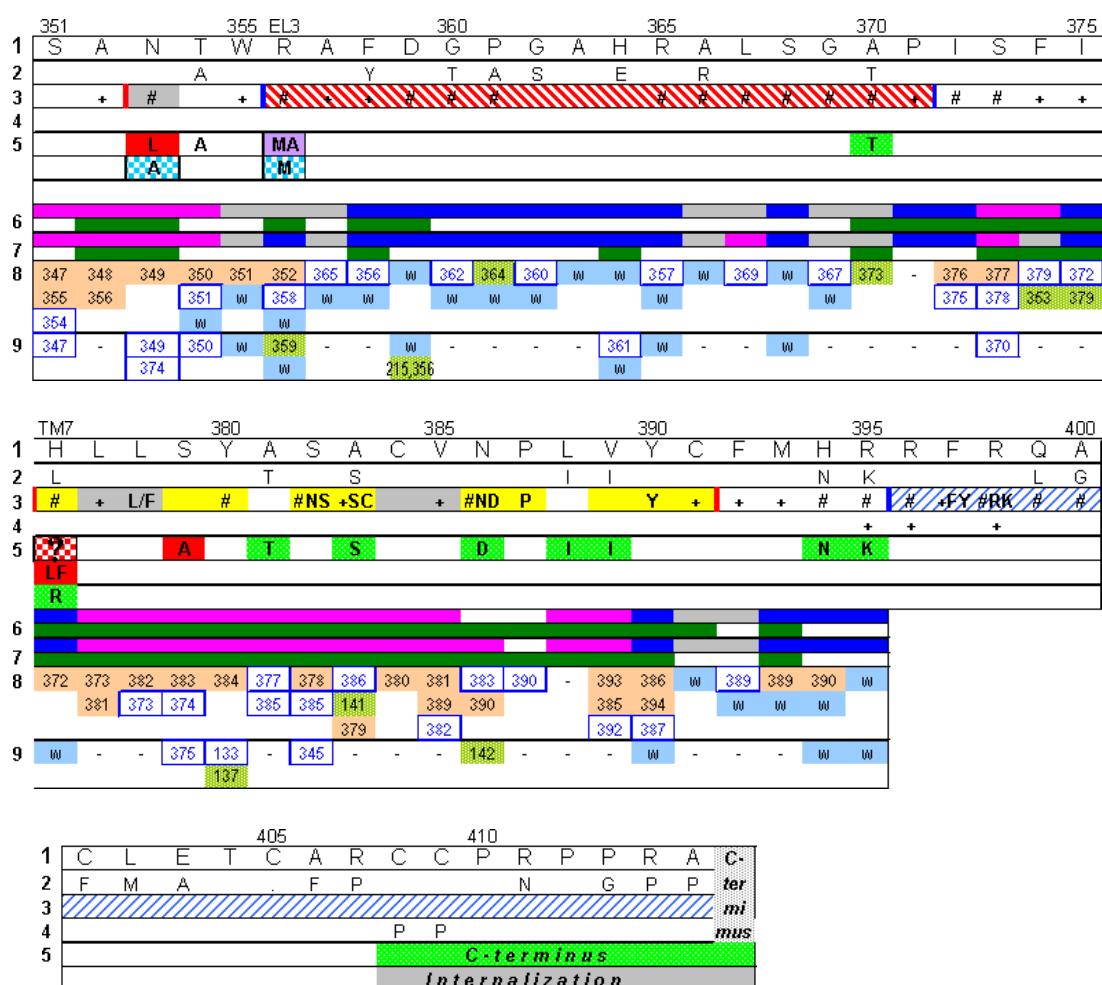 351 355 EL3 360 365 370 375
1 S A N T W R A F D G P G A H R A L S G A P I S F I
2 A Y T A S E R T
3 + # + # + + # # # # # # # # # + # # + +
4
5 L A MA T
A M
6
7
8 347 348 349 350 351 352 365 356 w 362 364 360 w w 357 w 369 w 367 373 - 376 377 379 372
355 356 351 w 358 w w w w w w w 375 378 353 379
354 w w
9 347 - 349 350 w 359 - - w - - - - 361 w - - w - - - - 370 - -
374 w 215,356 w
TM7 380 385 390 395 400
1 H L L S Y A S A C V N P L V Y C F M H R R F R Q A
2 L T S I I N K L G
3 # + L/F # #NS +SC + #ND P Y + + + # # # +FY #RK # #
4 + + +
5 ? A T S D I I N K
LF
R
6
7
8 372 373 382 383 384 377 378 386 380 381 383 390 - 393 386 w 389 389 390 w
381 373 374 385 385 141 389 390 385 394 w w w
379 382 392 387
9 w - - 375 133 - 345 - - - 142 - - - w - - - w w
137
405 410
1 C L E T C A R C C P R P P R A C-
2 F M A . F P N G P P ter
3 mi
4 P P mus
5 C-terminus
Internalization